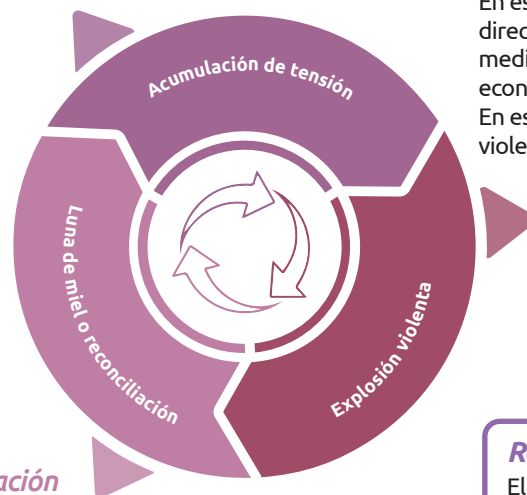 En es
direc
medi
econ
En es
viole
Acumulación de tensión
Luna de miel o reconciliación
Explosión violenta
ación
R
El